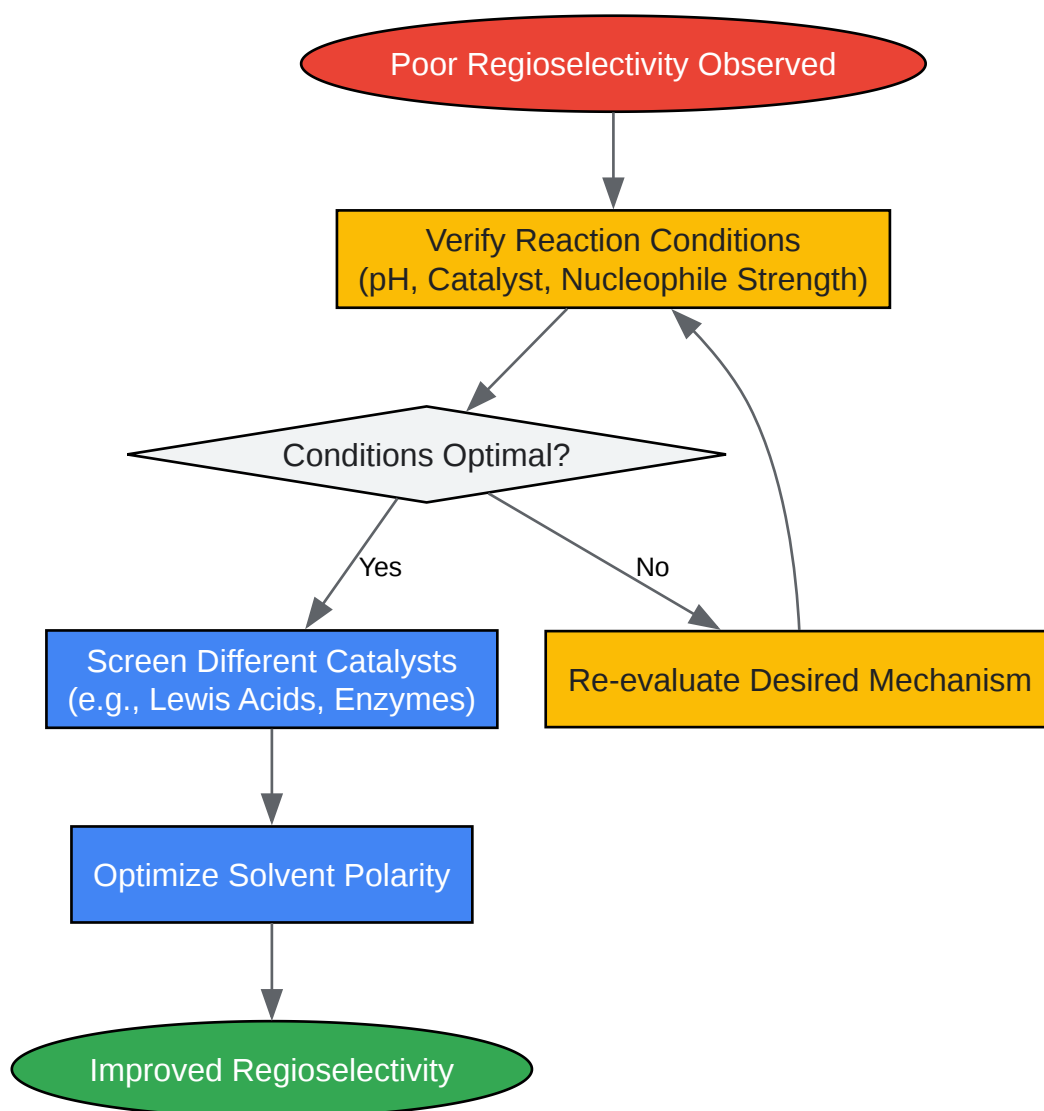 Poor Regioselectivity Observed
Verify Reaction Conditions
(pH, Catalyst, Nucleophile Strength)
Conditions Optimal?
Yes
No
Screen Different Catalysts
(e.g., Lewis Acids, Enzymes)
Re-evaluate Desired Mechanism
Optimize Solvent Polarity
Improved Regioselectivity